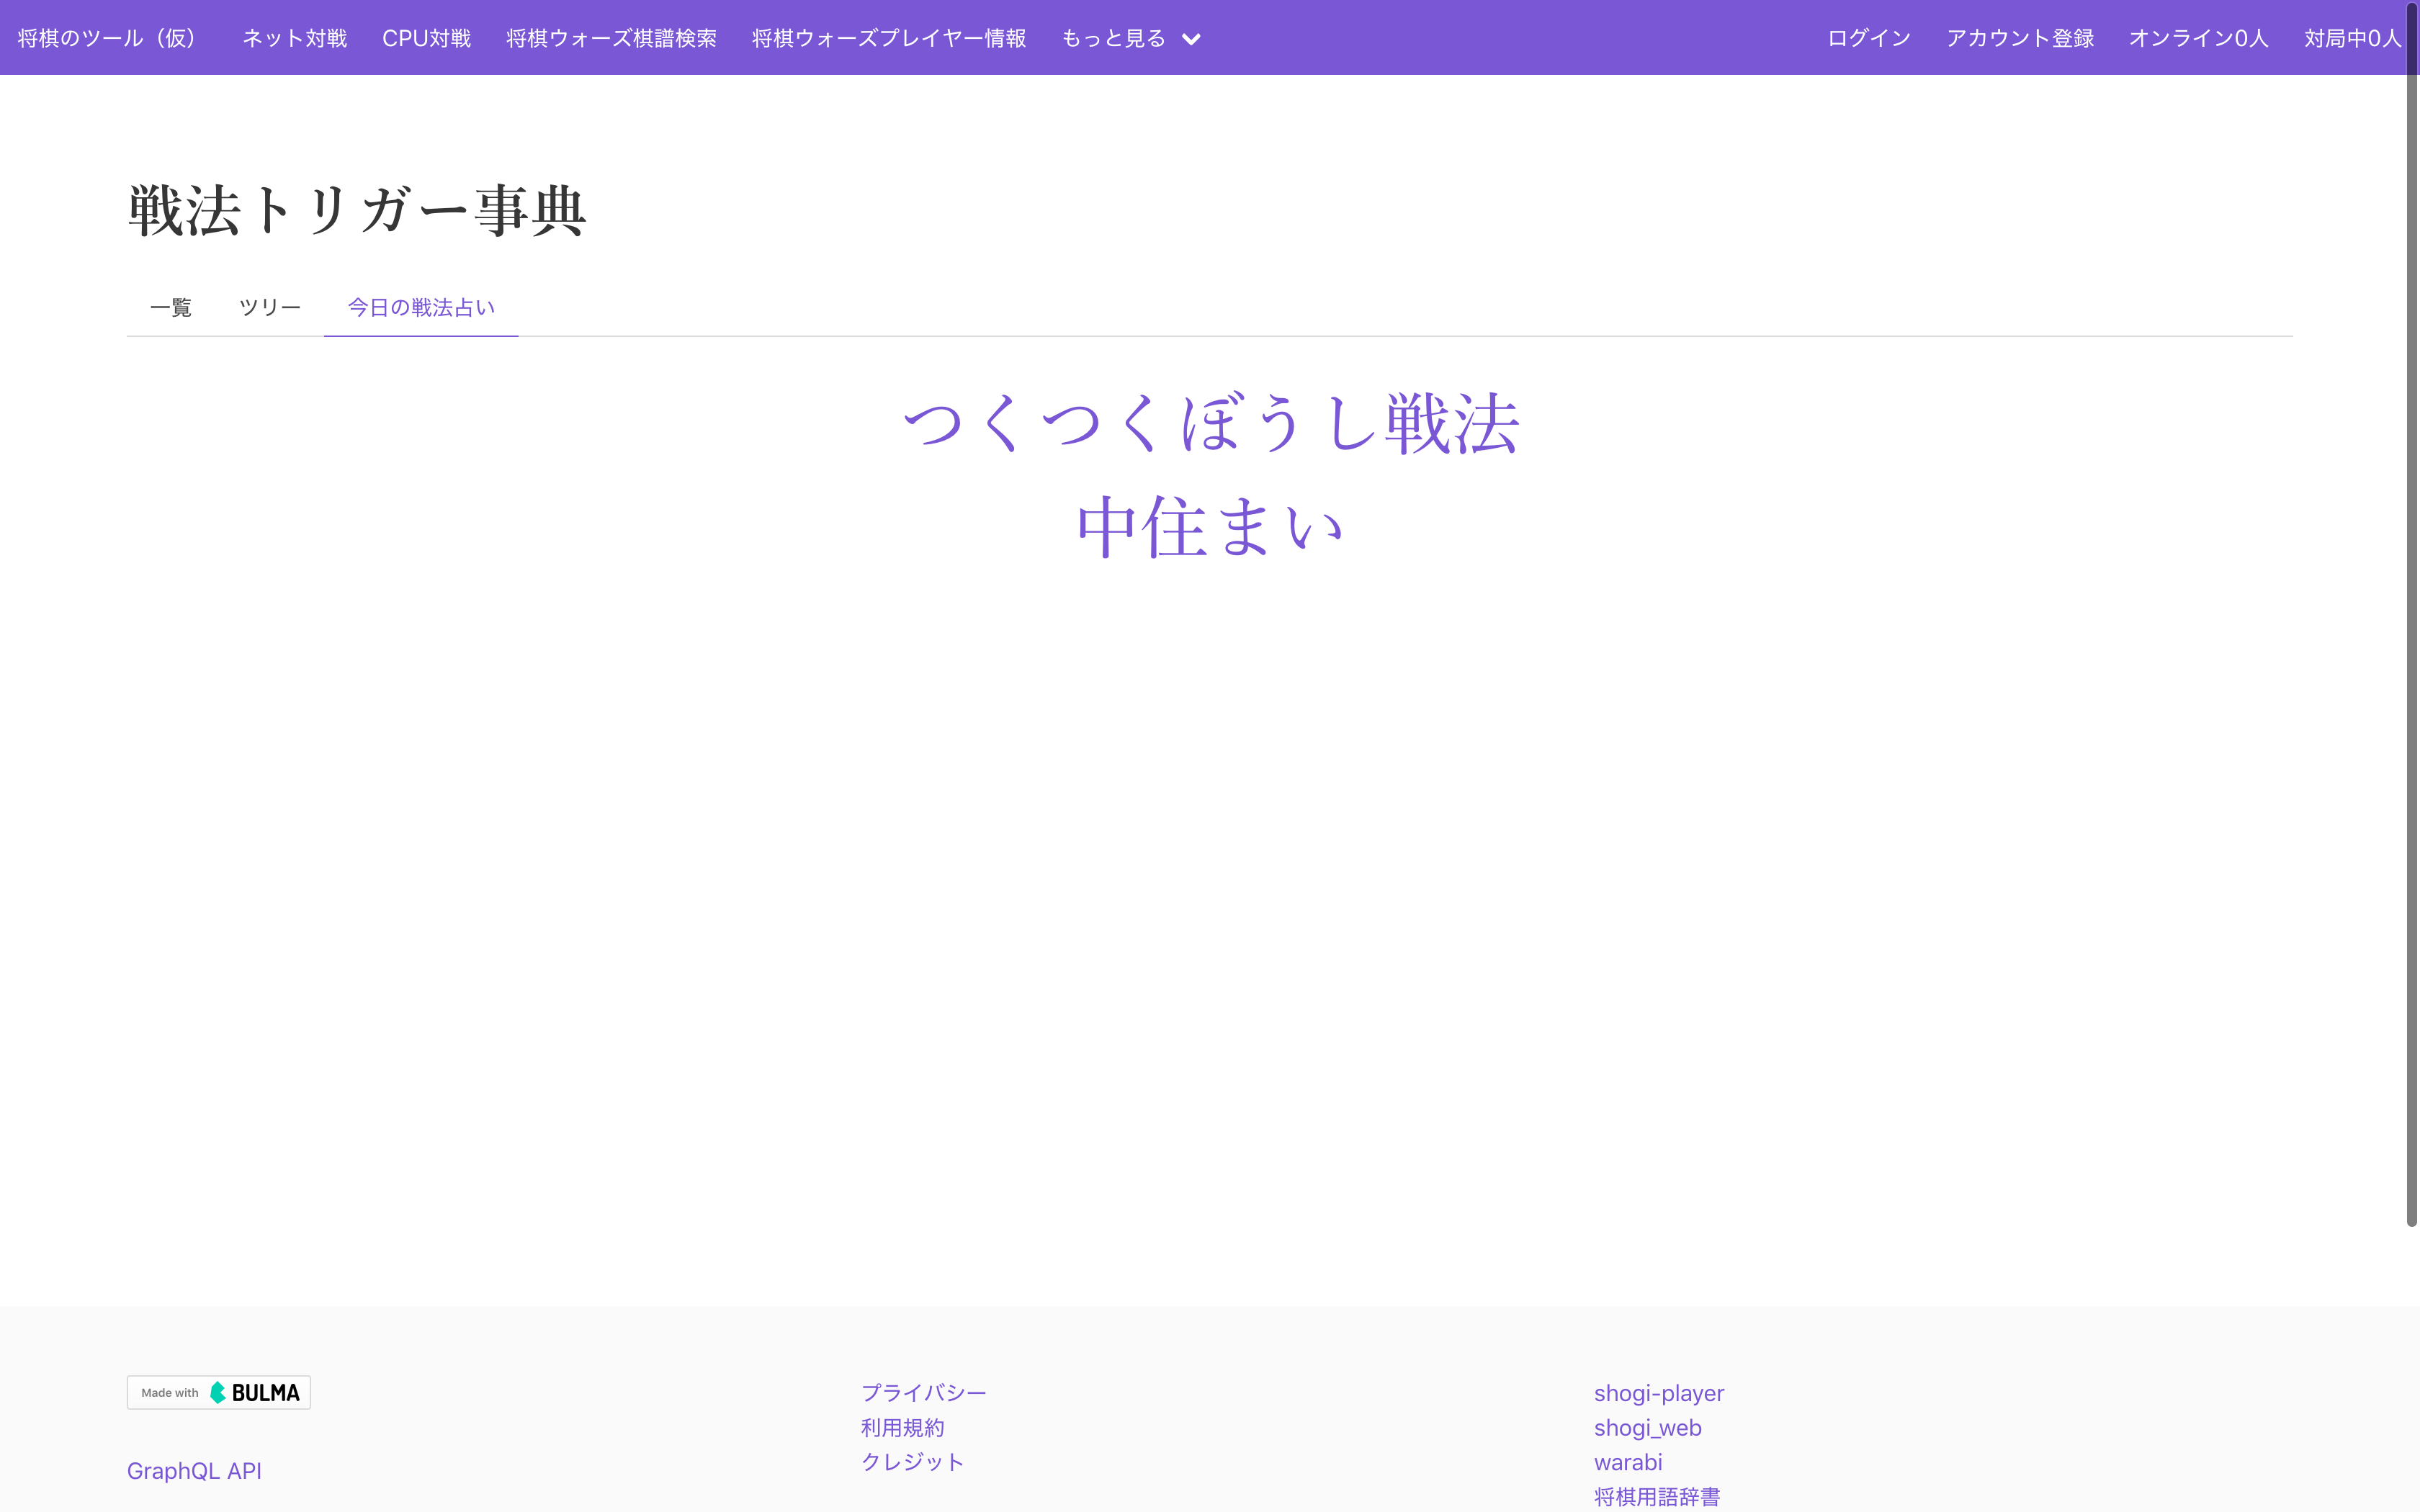 将棋のツール（仮） ネット対戦 CPU対戦 将棋ウォーズ棋譜検索 将棋ウォーズプレイヤー情報 もっと見る ログイン アカウント登録 オンライン0人 対局中0人
戦法トリガー事典
一覧 ツリー 今日の戦法占い
つくつくぼうし戦法
中住まい
Made with BULMA
GraphQL API
プライバシー
利用規約
クレジット
shogi-player
shogi_web
warabi
将棋用語辞書